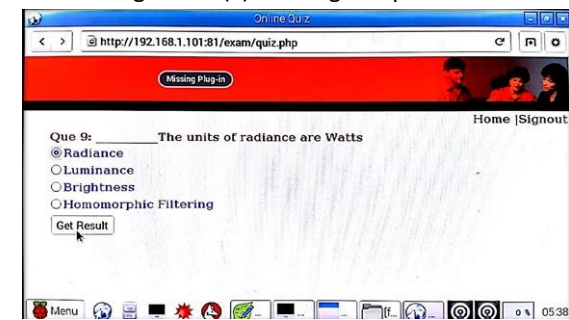 Online Quiz
http://192.168.1.101:81/exam/quiz.php
Missing Plug-in
Home |Signout
Que 9: ________The units of radiance are Watts
Radiance
Luminance
Brightness
Homomorphic Filtering
Get Result
Menu
[f...
0 %
05:38